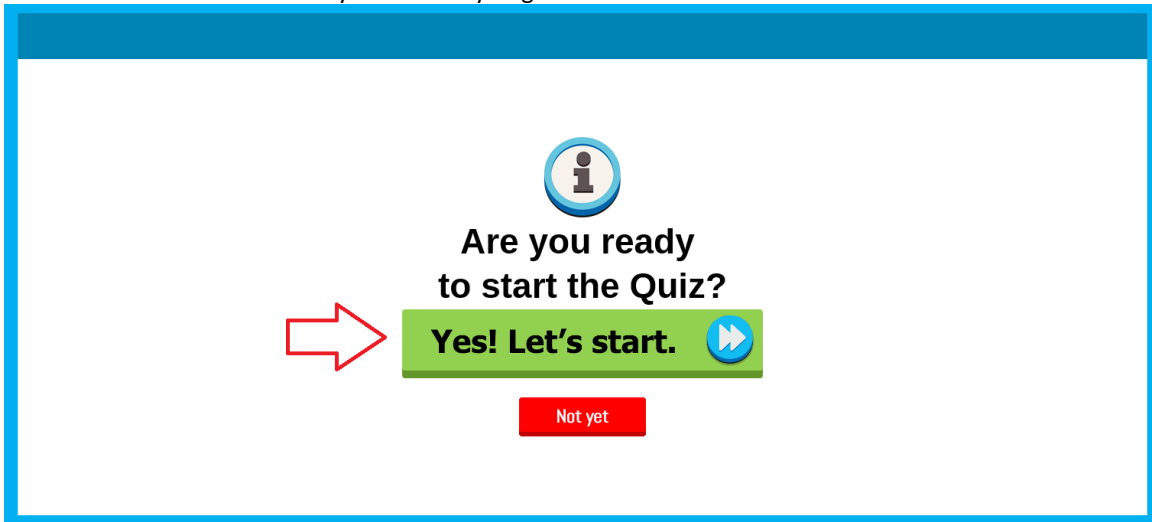 Are you ready
to start the Quiz?
Yes! Let's start.
Not yet